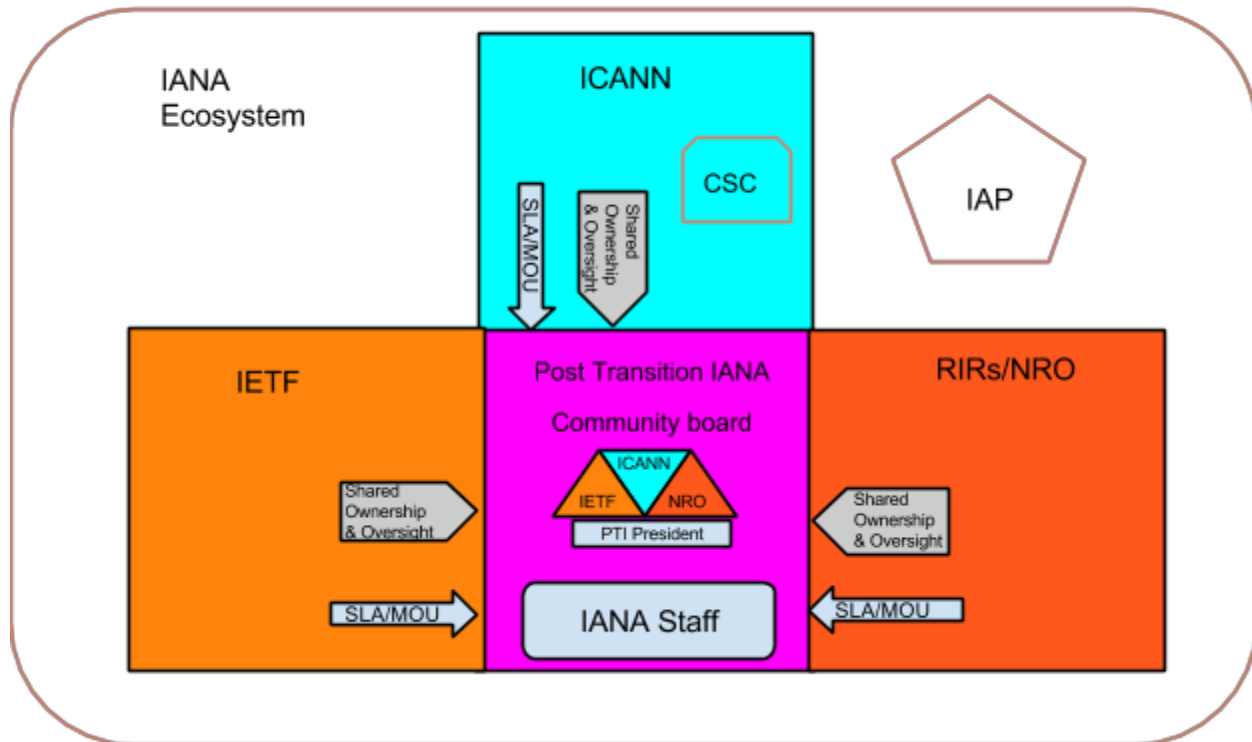 IANA
Ecosystem
ICANN
CSC
IAP
SLA/MOU
Shared
Ownership
& Oversight
IETF
Post Transition IANA
Community board
RIRs/NRO
ICANN
IETF
NRO
PTI President
Shared
Ownership
& Oversight
Shared
Ownership
& Oversight
SLA/MOU
IANA Staff
SLA/MOU